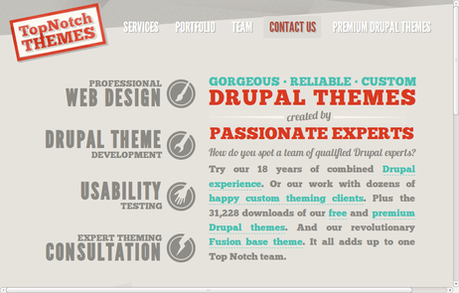 TopNotch
THEMES
SERVICES
PORTFOLIO
TEAM
CONTACT US
PREMIUM DRUPAL THEMES
PROFESSIONAL
WEB DESIGN
DRUPAL THEME
DEVELOPMENT
USABILITY
TESTING
EXPERT THEMING
CONSULTATION
GORGEOUS · RELIABLE · CUSTOM
DRUPAL THEMES
created by
PASSIONATE EXPERTS
How do you spot a team of qualified Drupal experts?
Try our 18 years of combined Drupal
experience. Or our work with dozens of
happy custom theming clients. Plus the
31,228 downloads of our free and premium
Drupal themes. And our revolutionary
Fusion base theme. It all adds up to one
Top Notch team.